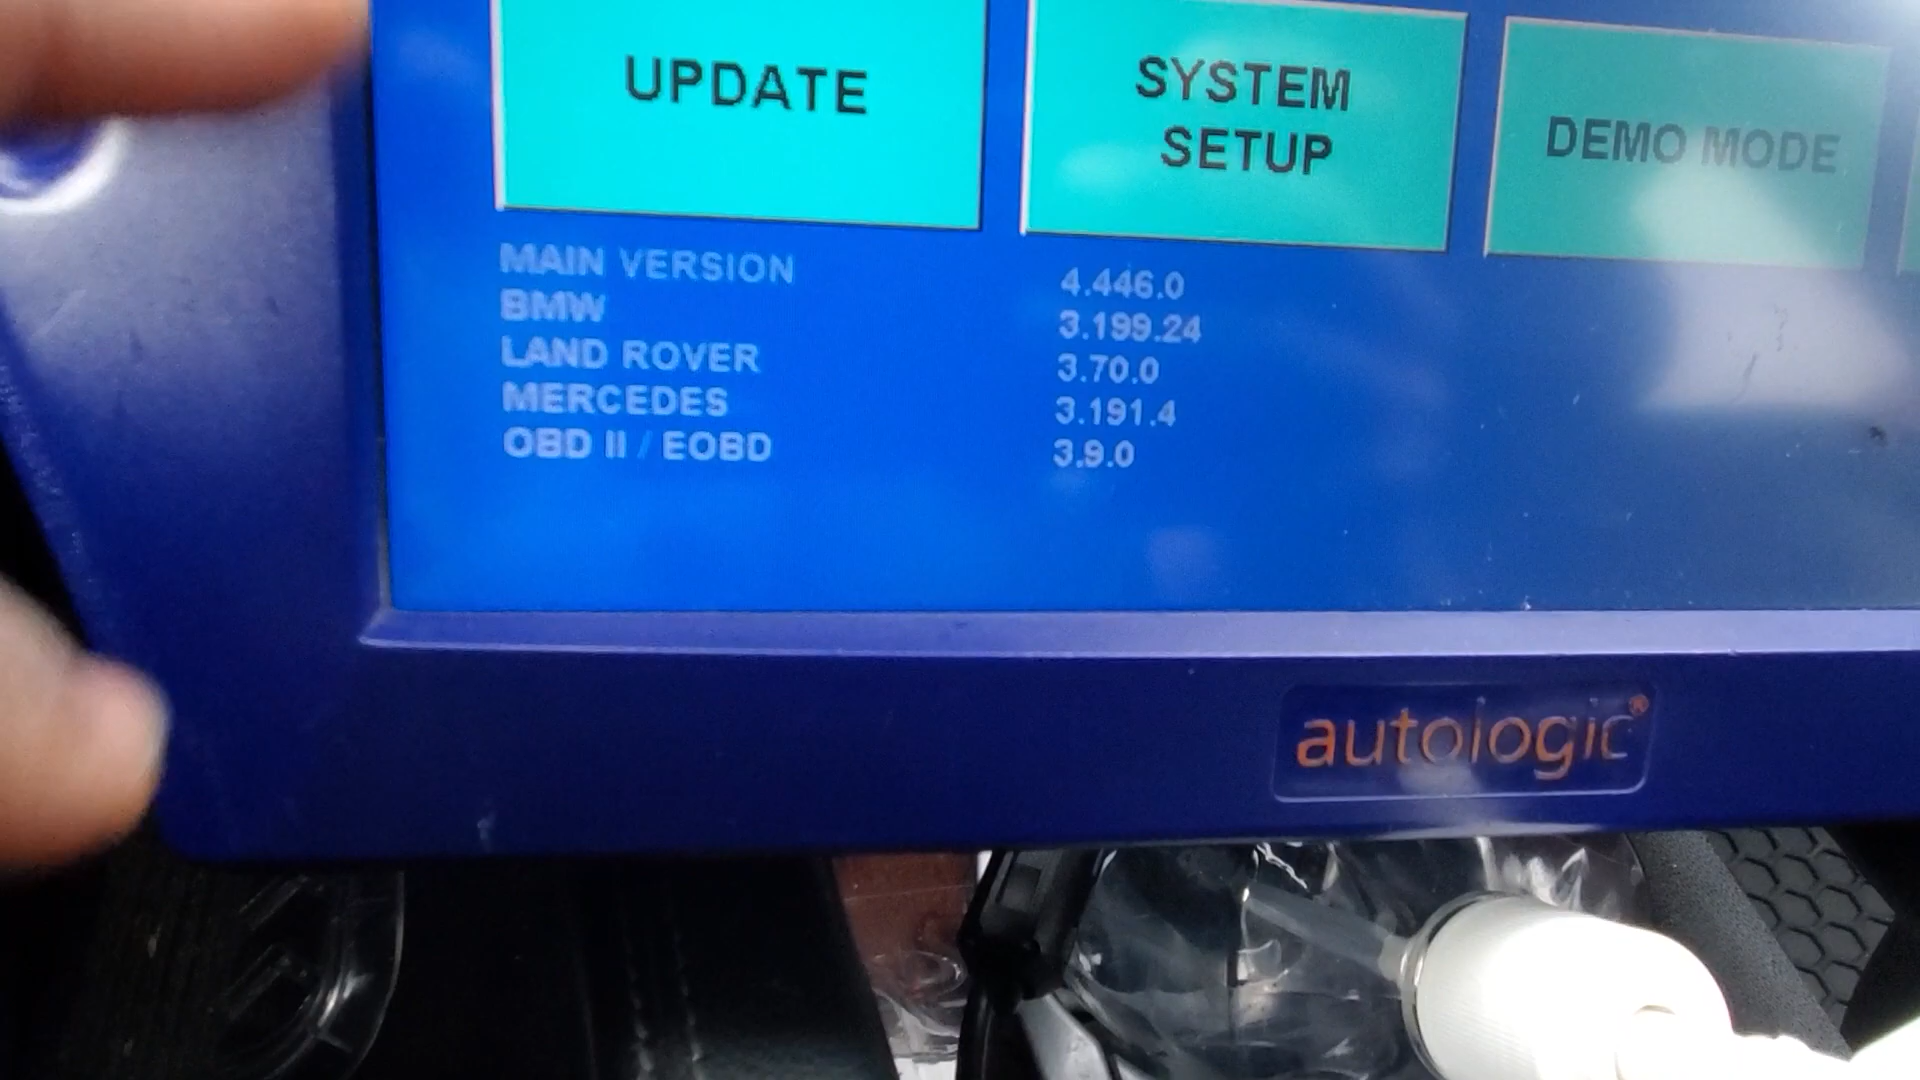 UPDATE
SYSTEM
SETUP
DEMO MODE
MAIN VERSION 4.446.0
BMW 3.199.24
LAND ROVER 3.70.0
MERCEDES 3.191.4
OBD II / EOBD 3.9.0
autologic®